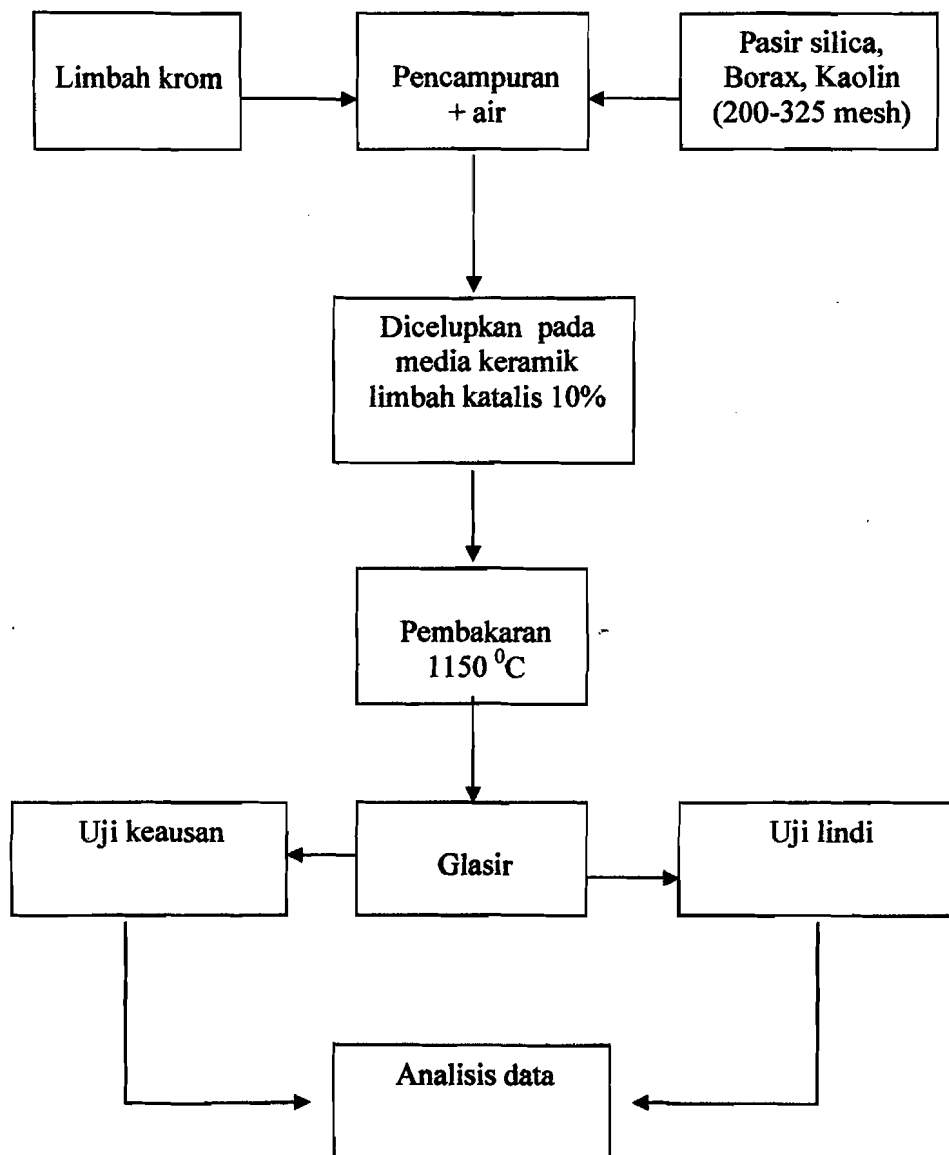 Limbah krom
Pencampuran
+ air
Pasir silica,
Borax, Kaolin
(200-325 mesh)
Dicelupkan pada
media keramik
limbah katalis 10%
Pembakaran
1150 ⁰C
Uji keausan
Glasir
Uji lindi
Analisis data